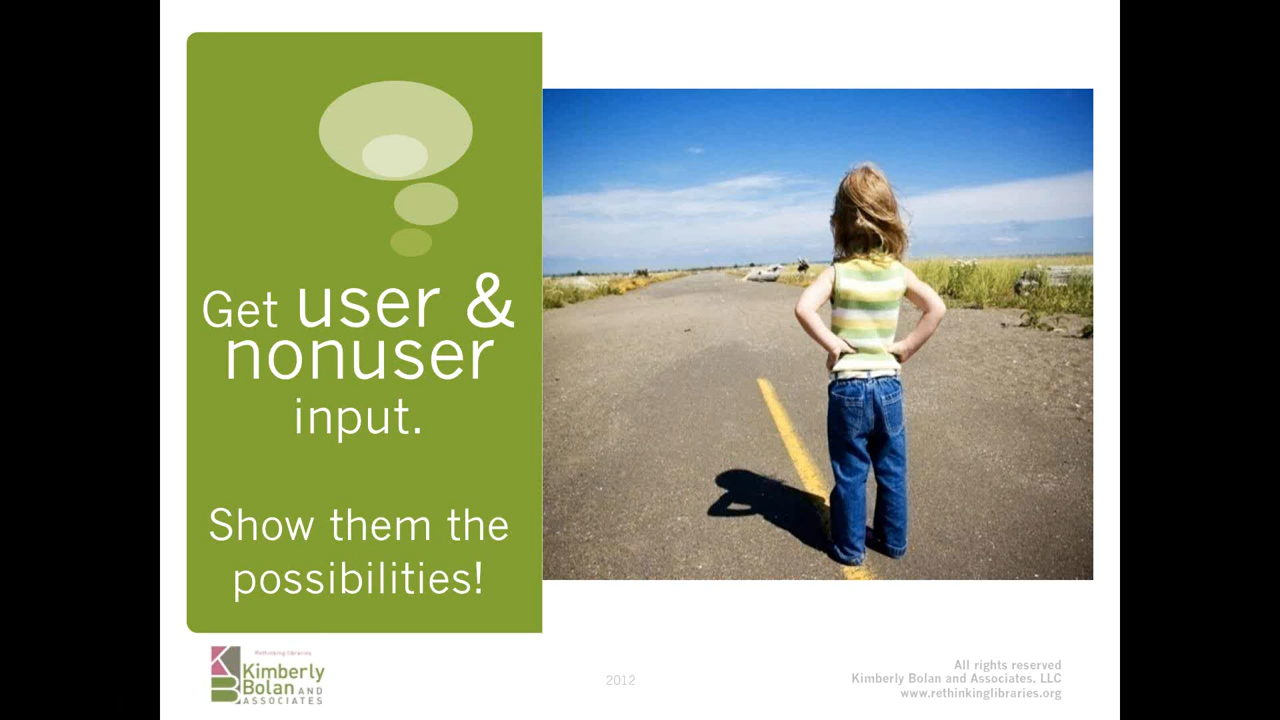 Get user &
nonuser
input.
Show them the
possibilities!
Rethinking libraries
Kimberly
Bolan AND
ASSOCIATES
2012
All rights reserved
Kimberly Bolan and Associates, LLC
www.rethinkinglibraries.org